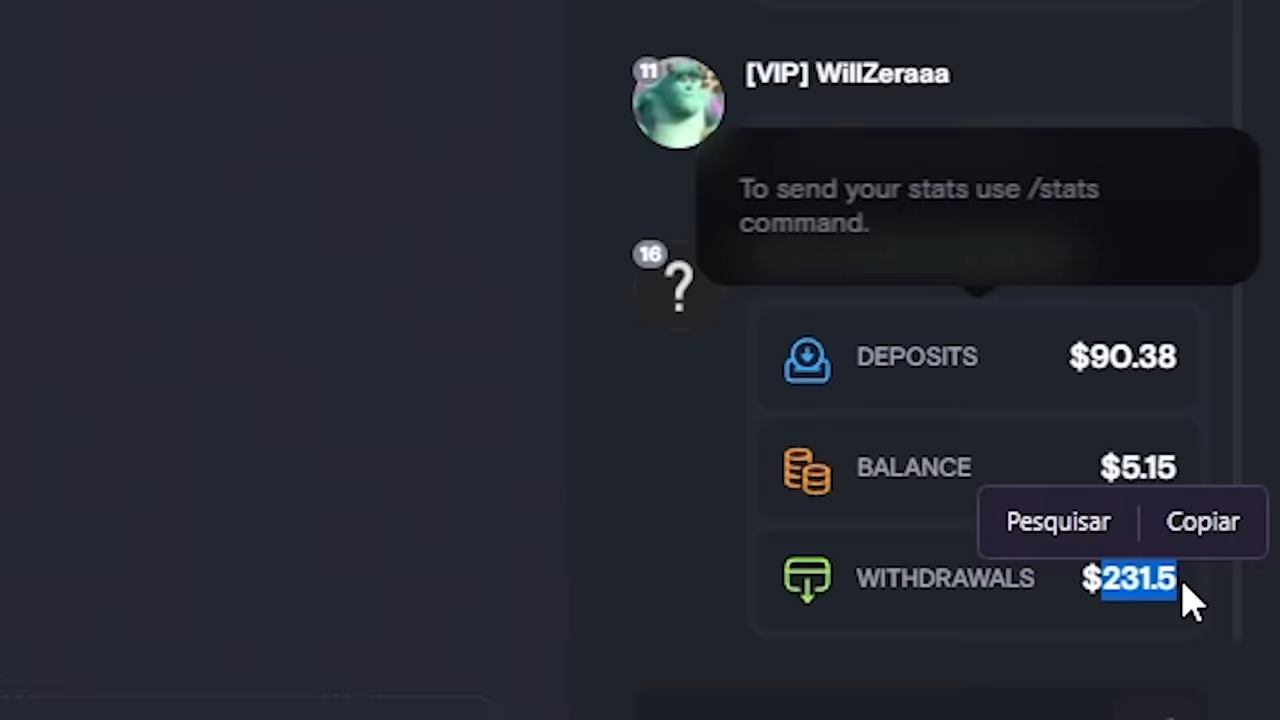 11
[VIP] WillZeraaa
To send your stats use /stats
command.
16
?
DEPOSITS $90.38
BALANCE $5.15
Pesquisar Copiar
WITHDRAWALS $231.5